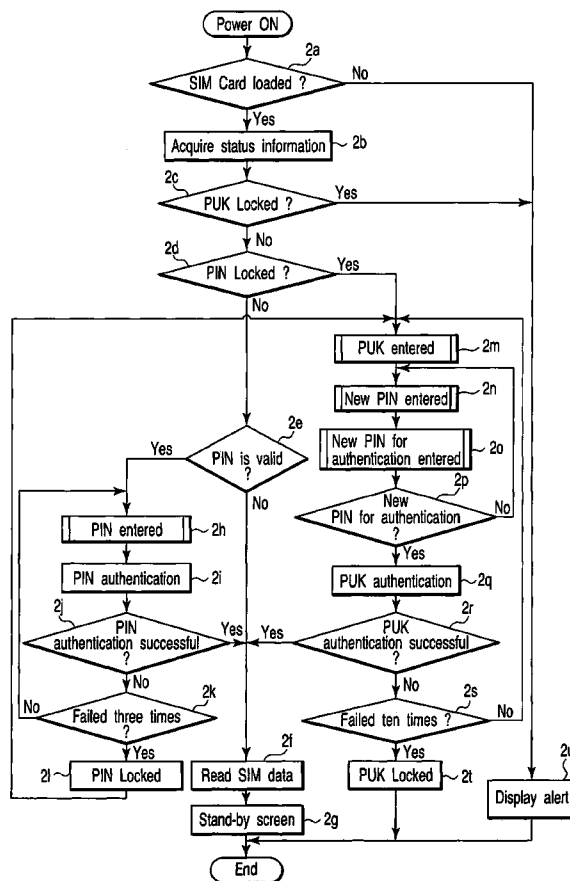 Power ON
2a
SIM Card loaded ?
No
Yes
Acquire status information
2b
2c
PUK Locked ?
Yes
No
2d
PIN Locked ?
Yes
No
PUK entered
2m
New PIN entered
2n
2e
Yes
PIN is valid
?
New PIN for
authentication entered
2o
2p
No
New
PIN for authentication
?
No
PIN entered
2h
Yes
PIN authentication
2i
PUK authentication
2q
2j
2r
PIN
authentication successful
?
Yes
Yes
PUK
authentication successful
?
No
2k
No
2s
No
Failed three times
?
Failed ten times ?
No
Yes
2f
Yes
2l
PIN Locked
Read SIM data
PUK Locked
2t
2u
Stand-by screen
2g
Display alert
End